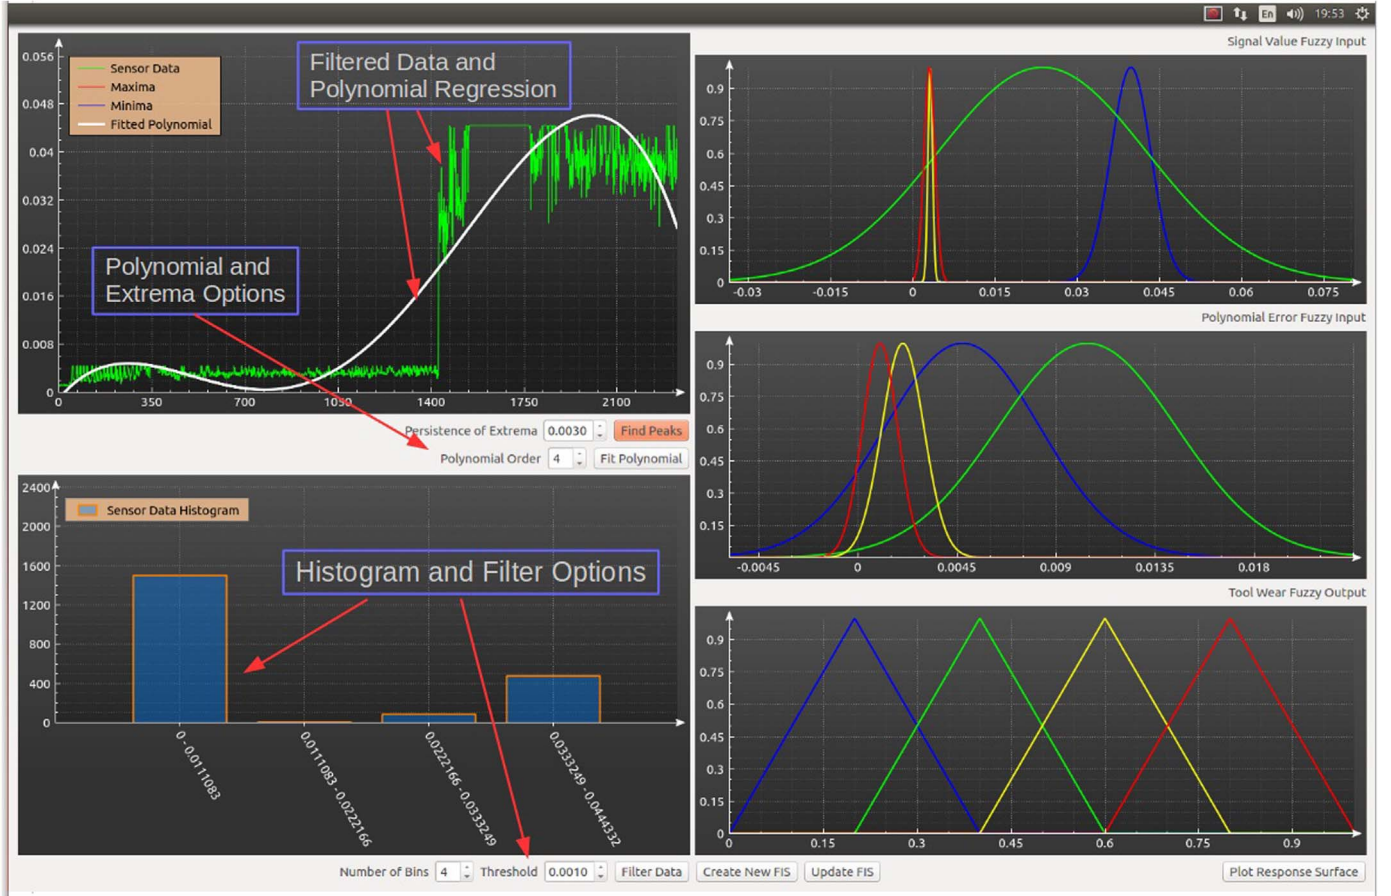 En 19:53
Signal Value Fuzzy Input
0.056
0.048
0.04
0.032
0.024
0.016
0.008
0
Sensor Data
Maxima
Minima
Fitted Polynomial
Filtered Data and
Polynomial Regression
Polynomial and
Extrema Options
0 350 700 1050 1400 1750 2100
Persistence of Extrema 0.0030 Find Peaks
Polynomial Order 4 Fit Polynomial
2400
2000
1600
1200
800
400
0
Sensor Data Histogram
Histogram and Filter Options
0 - 0.0111083
0.0111083 - 0.0222166
0.0222166 - 0.0333249
0.0333249 - 0.0444332
Number of Bins 4 Threshold 0.0010 Filter Data
0.9
0.75
0.6
0.45
0.3
0.15
0
-0.03 -0.015 0 0.015 0.03 0.045 0.06 0.075
Polynomial Error Fuzzy Input
0.9
0.75
0.6
0.45
0.3
0.15
-0.0045 0 0.0045 0.009 0.0135 0.018
Tool Wear Fuzzy Output
0.9
0.75
0.6
0.45
0.3
0.15
0
0 0.15 0.3 0.45 0.6 0.75 0.9
Create New FIS Update FIS Plot Response Surface